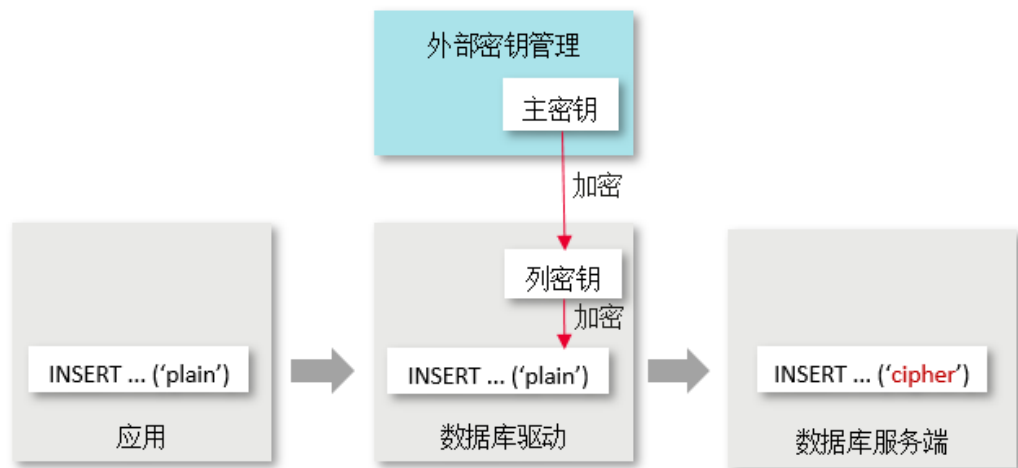 外部密钥管理
主密钥
加密
列密钥
加密
INSERT ... (‘plain’)
INSERT ... (‘plain’)
INSERT ... (‘cipher’)
应用
数据库驱动
数据库服务端